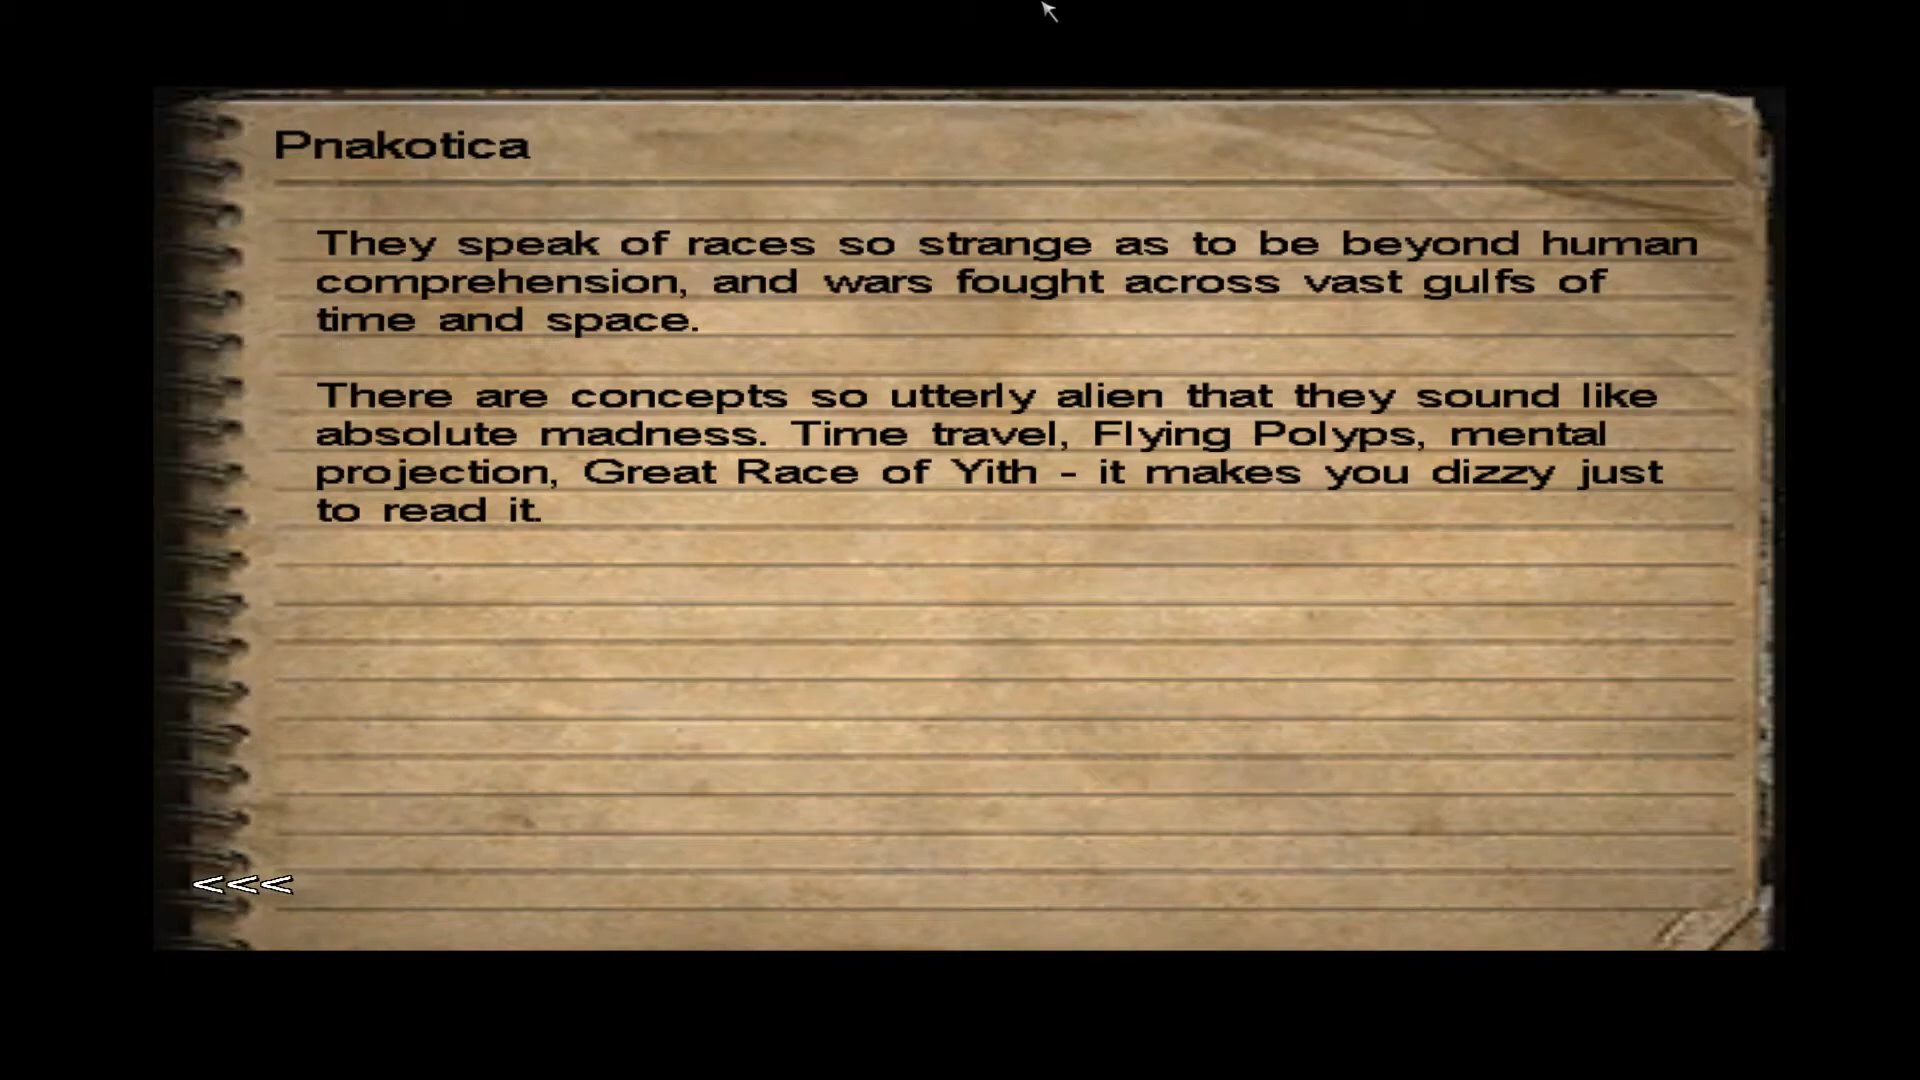 Pnakotica
They speak of races so strange as to be beyond human
comprehension, and wars fought across vast gulfs of
time and space.
There are concepts so utterly alien that they sound like
absolute madness. Time travel, Flying Polyps, mental
projection, Great Race of Yith - it makes you dizzy just
to read it.
<<<